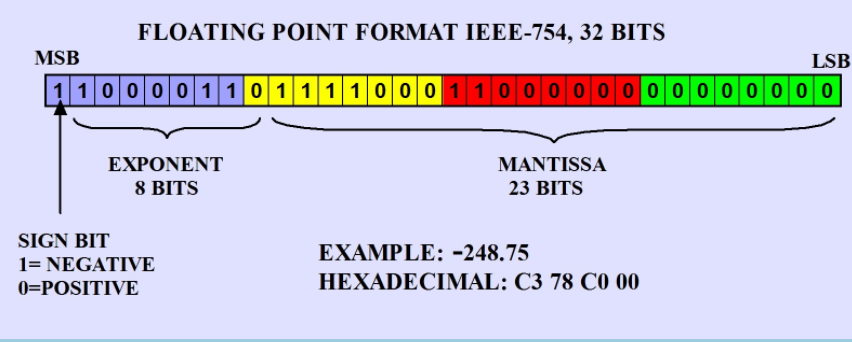 FLOATING POINT FORMAT IEEE-754, 32 BITS
MSB
LSB
1 1 0 0 0 0 1 1 0 1 1 1 1 0 0 0 1 1 0 0 0 0 0 0 0 0 0 0 0 0 0 0
EXPONENT
8 BITS
MANTISSA
23 BITS
SIGN BIT
1= NEGATIVE
0=POSITIVE
EXAMPLE: -248.75
HEXADECIMAL: C3 78 C0 00